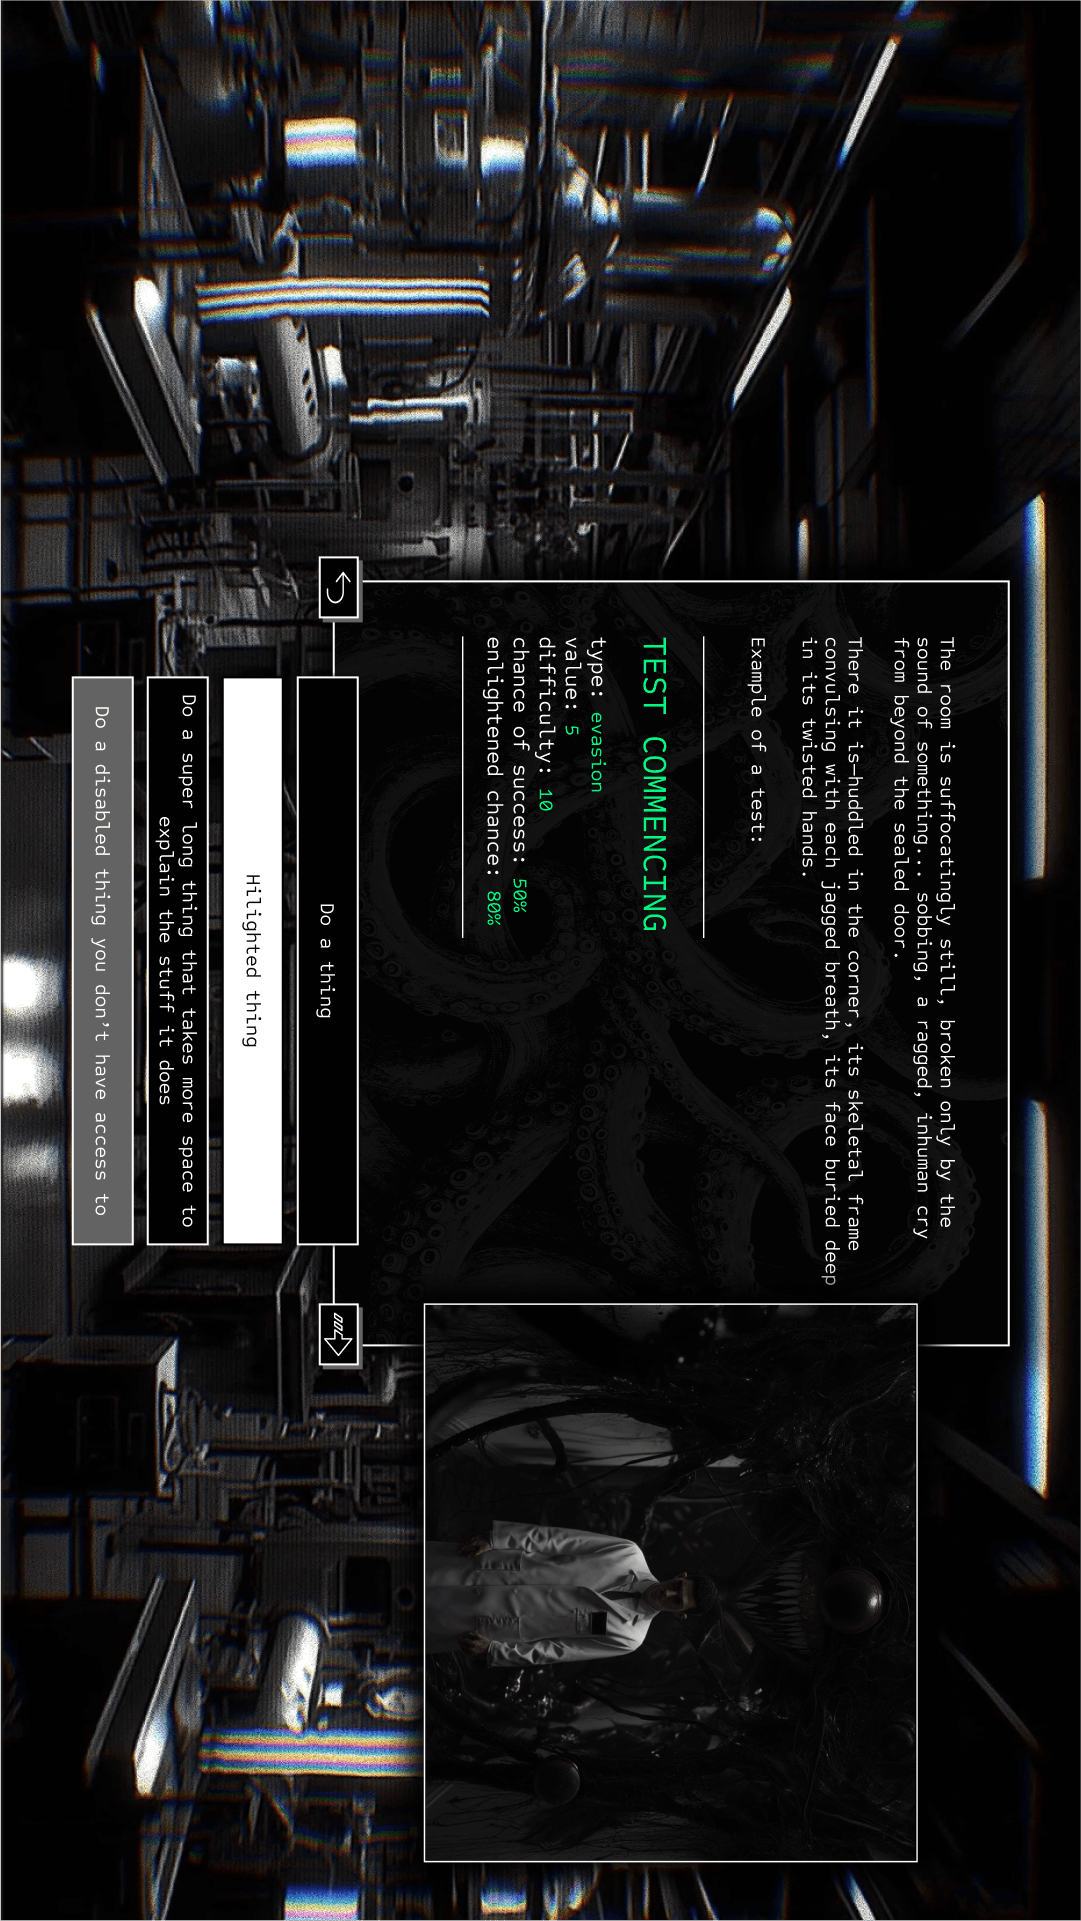 The room is suffocatingly still, broken only by the
sound of something... sobbing, a ragged, inhuman cry
from beyond the sealed door.
There it is—huddled in the corner, its skeletal frame
convulsing with each jagged breath, its face buried deep
in its twisted hands.
Example of a test:
TEST COMMENCING
type: evasion
value: 5
difficulty: 10
chance of success: 50%
enlightened chance: 80%
Do a thing
Hilighted thing
Do a super long thing that takes more space to
explain the stuff it does
Do a disabled thing you don't have access to